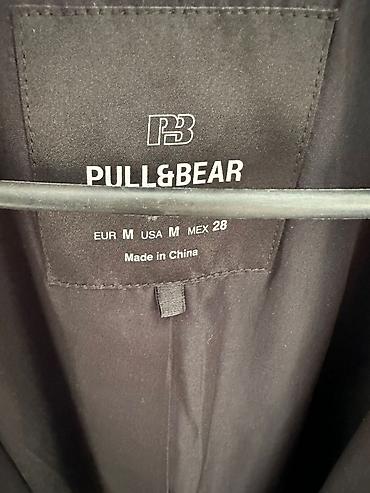 PB
PULL&BEAR
EUR M USA M MEX 28
Made in China